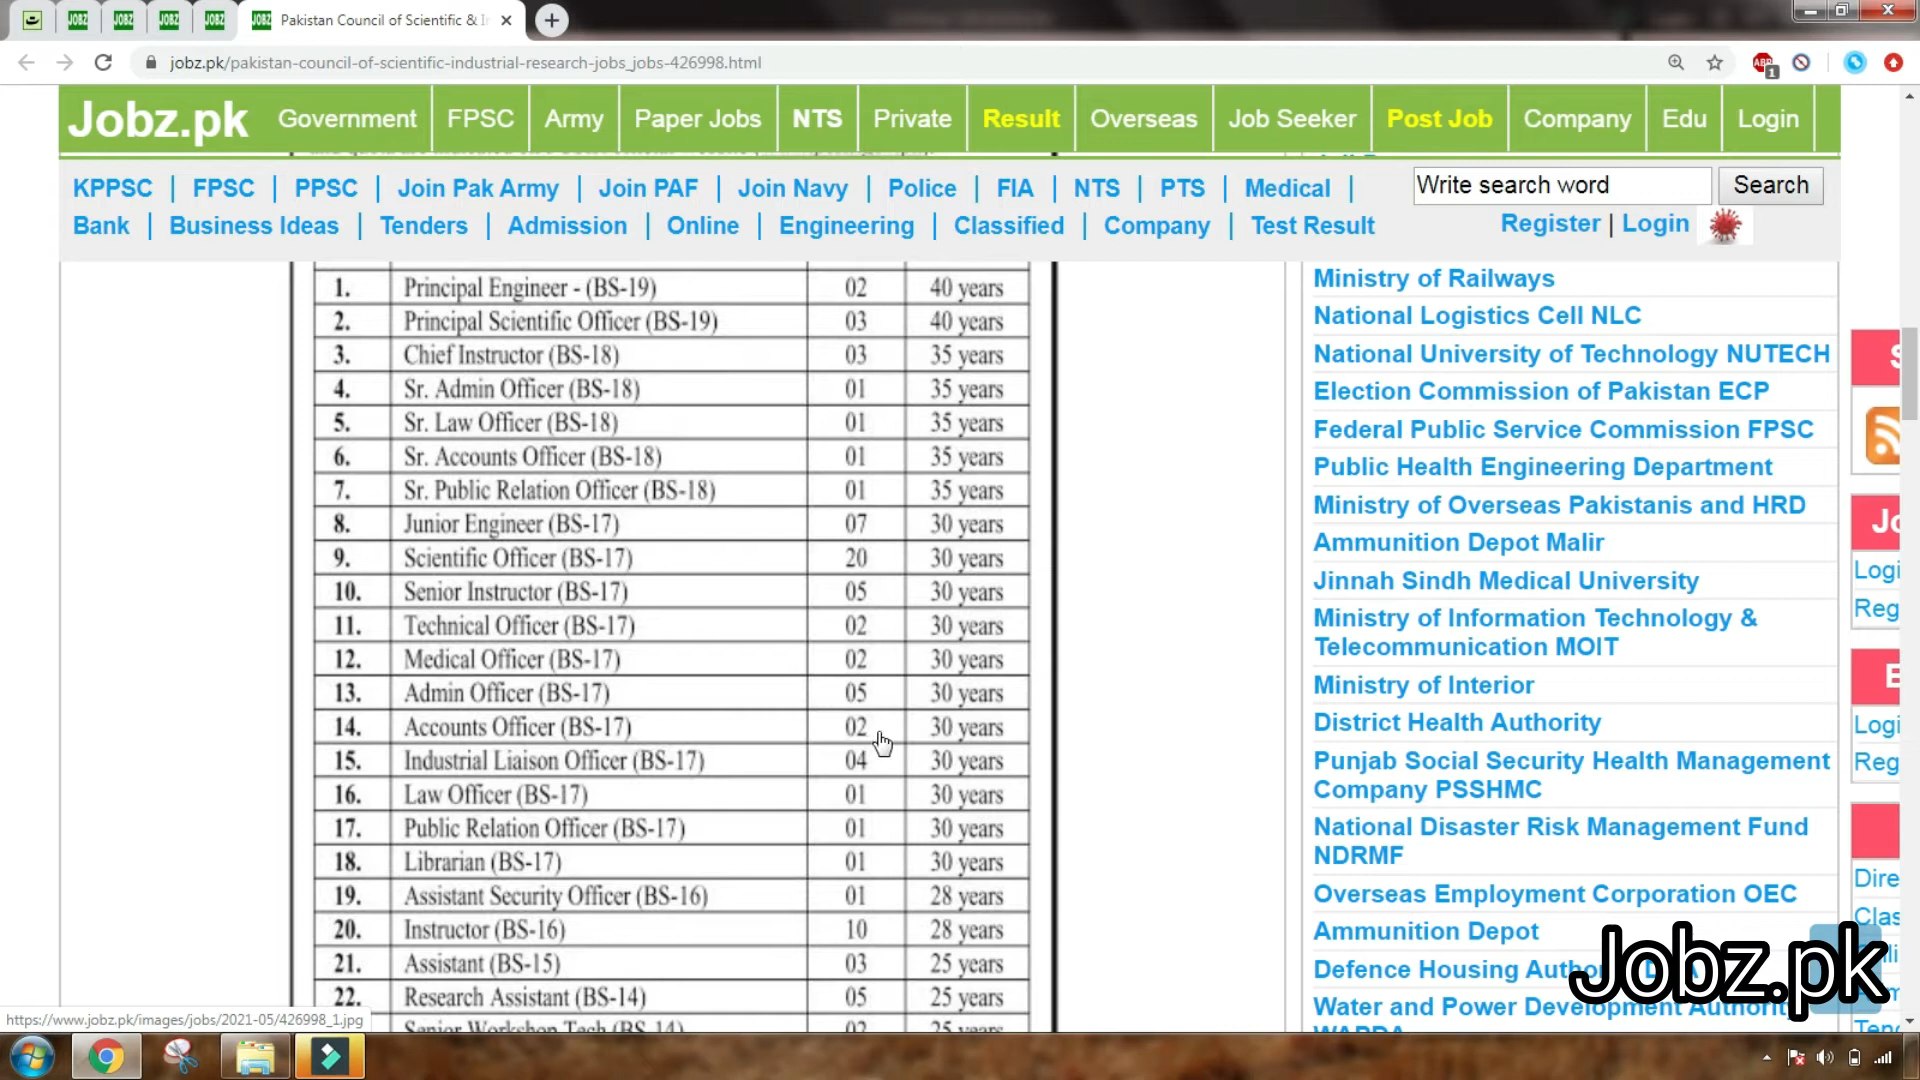 Pakistan Council of Scientific & I
jobz.pk/pakistan-council-of-scientific-industrial-research-jobs_jobs-426998.html
Jobz.pk Government FPSC Army Paper Jobs NTS Private Result Overseas Job Seeker Post Job Company Edu Login
KPPSC | FPSC | PPSC | Join Pak Army | Join PAF | Join Navy | Police | FIA | NTS | PTS | Medical |
Bank | Business Ideas | Tenders | Admission | Online | Engineering | Classified | Company | Test Result
Write search word Search
Register | Login
1. Principal Engineer - (BS-19) 02 40 years
2. Principal Scientific Officer (BS-19) 03 40 years
3. Chief Instructor (BS-18) 03 35 years
4. Sr. Admin Officer (BS-18) 01 35 years
5. Sr. Law Officer (BS-18) 01 35 years
6. Sr. Accounts Officer (BS-18) 01 35 years
7. Sr. Public Relation Officer (BS-18) 01 35 years
8. Junior Engineer (BS-17) 07 30 years
9. Scientific Officer (BS-17) 20 30 years
10. Senior Instructor (BS-17) 05 30 years
11. Technical Officer (BS-17) 02 30 years
12. Medical Officer (BS-17) 02 30 years
13. Admin Officer (BS-17) 05 30 years
14. Accounts Officer (BS-17) 02 30 years
15. Industrial Liaison Officer (BS-17) 04 30 years
16. Law Officer (BS-17) 01 30 years
17. Public Relation Officer (BS-17) 01 30 years
18. Librarian (BS-17) 01 30 years
19. Assistant Security Officer (BS-16) 01 28 years
20. Instructor (BS-16) 10 28 years
21. Assistant (BS-15) 03 25 years
22. Research Assistant (BS-14) 05 25 years
Senior Workshop Tech (BS-14) 02 25 years
Ministry of Railways
National Logistics Cell NLC
National University of Technology NUTECH
Election Commission of Pakistan ECP
Federal Public Service Commission FPSC
Public Health Engineering Department
Ministry of Overseas Pakistanis and HRD
Ammunition Depot Malir
Jinnah Sindh Medical University
Ministry of Information Technology &
Telecommunication MOIT
Ministry of Interior
District Health Authority
Punjab Social Security Health Management
Company PSSHMC
National Disaster Risk Management Fund
NDRMF
Overseas Employment Corporation OEC
Ammunition Depot
Defence Housing
Water and Power Development Authority
WAPDA
Jobz.pk
https://www.jobz.pk/images/jobs/2021-05/426998_1.jpg